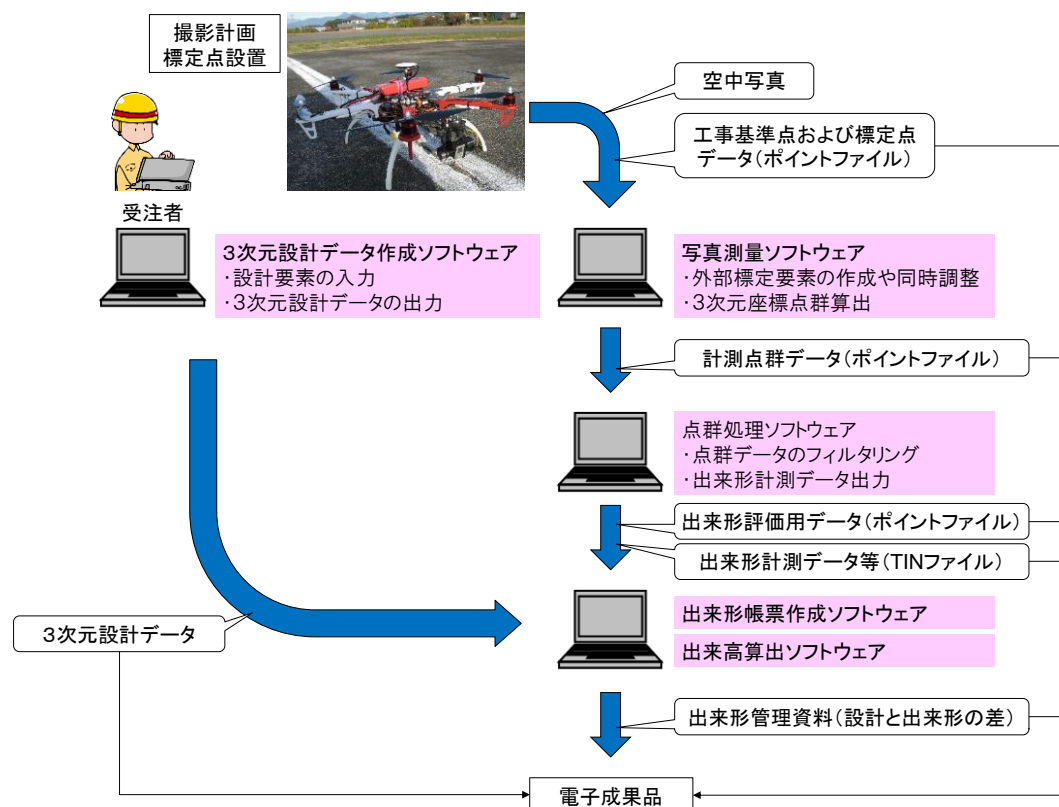 撮影計画
標定点設置
空中写真
工事基準点および標定点
データ(ポイントファイル)
受注者
3次元設計データ作成ソフトウェア
・設計要素の入力
・3次元設計データの出力
写真測量ソフトウェア
・外部標定要素の作成や同時調整
・3次元座標点群算出
計測点群データ(ポイントファイル)
点群処理ソフトウェア
・点群データのフィルタリング
・出来形計測データ出力
出来形評価用データ(ポイントファイル)
出来形計測データ等(TINファイル)
3次元設計データ
出来形帳票作成ソフトウェア
出来高算出ソフトウェア
出来形管理資料(設計と出来形の差)
電子成果品